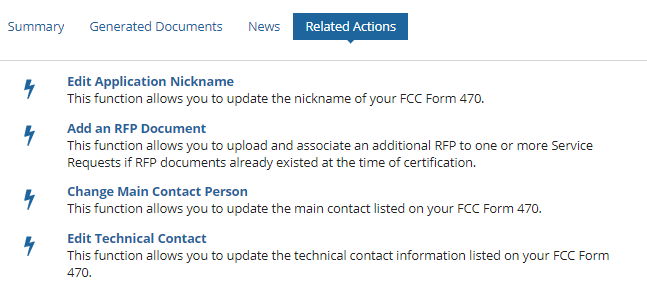 Summary Generated Documents News Related Actions
Edit Application Nickname
This function allows you to update the nickname of your FCC Form 470.
Add an RFP Document
This function allows you to upload and associate an additional RFP to one or more Service
Requests if RFP documents already existed at the time of certification.
Change Main Contact Person
This function allows you to update the main contact listed on your FCC Form 470.
Edit Technical Contact
This function allows you to update the technical contact information listed on your FCC Form
470.